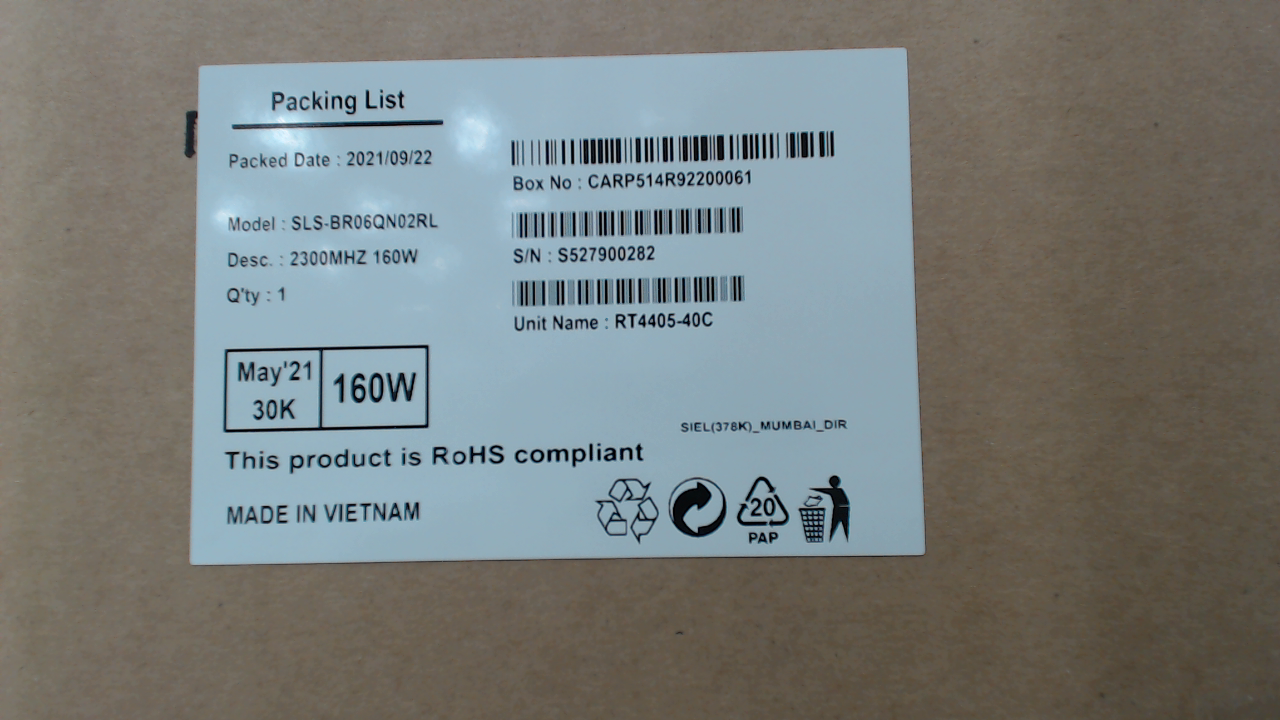 Packing List
Packed Date : 2021/09/22
Box No : CARP514R92200061
Model : SLS-BR06QN02RL
S/N : S527900282
Desc. : 2300MHZ 160W
Q'ty : 1
Unit Name : RT4405-40C
May'21
30K
160W
SIEL(378K)_MUMBAI_DIR
This product is RoHS compliant
MADE IN VIETNAM
20
PAP